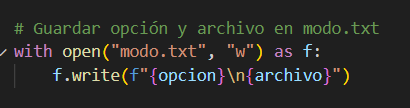 # Guardar opción y archivo en modo.txt
with open("modo.txt", "w") as f:
    f.write(f"{opcion}\n{archivo}")